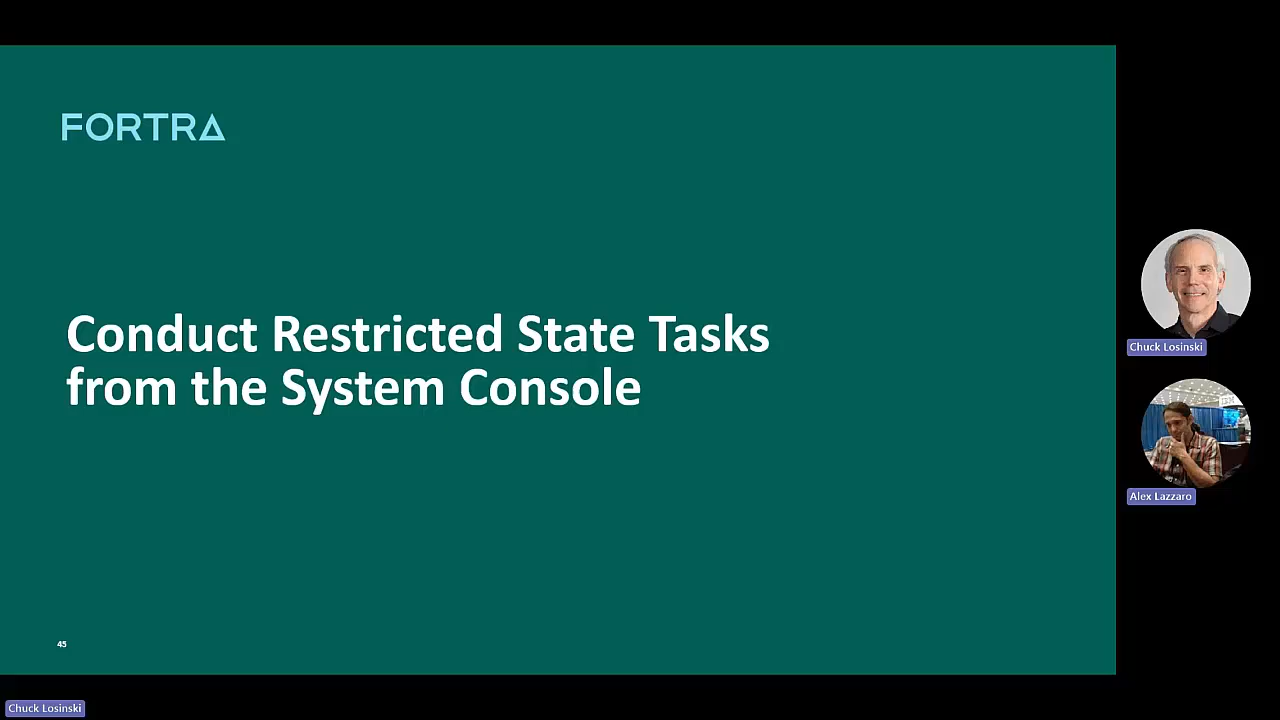 FORTRA
Conduct Restricted State Tasks
from the System Console
45
Chuck Losinski
Alex Lazzaro
Chuck Losinski